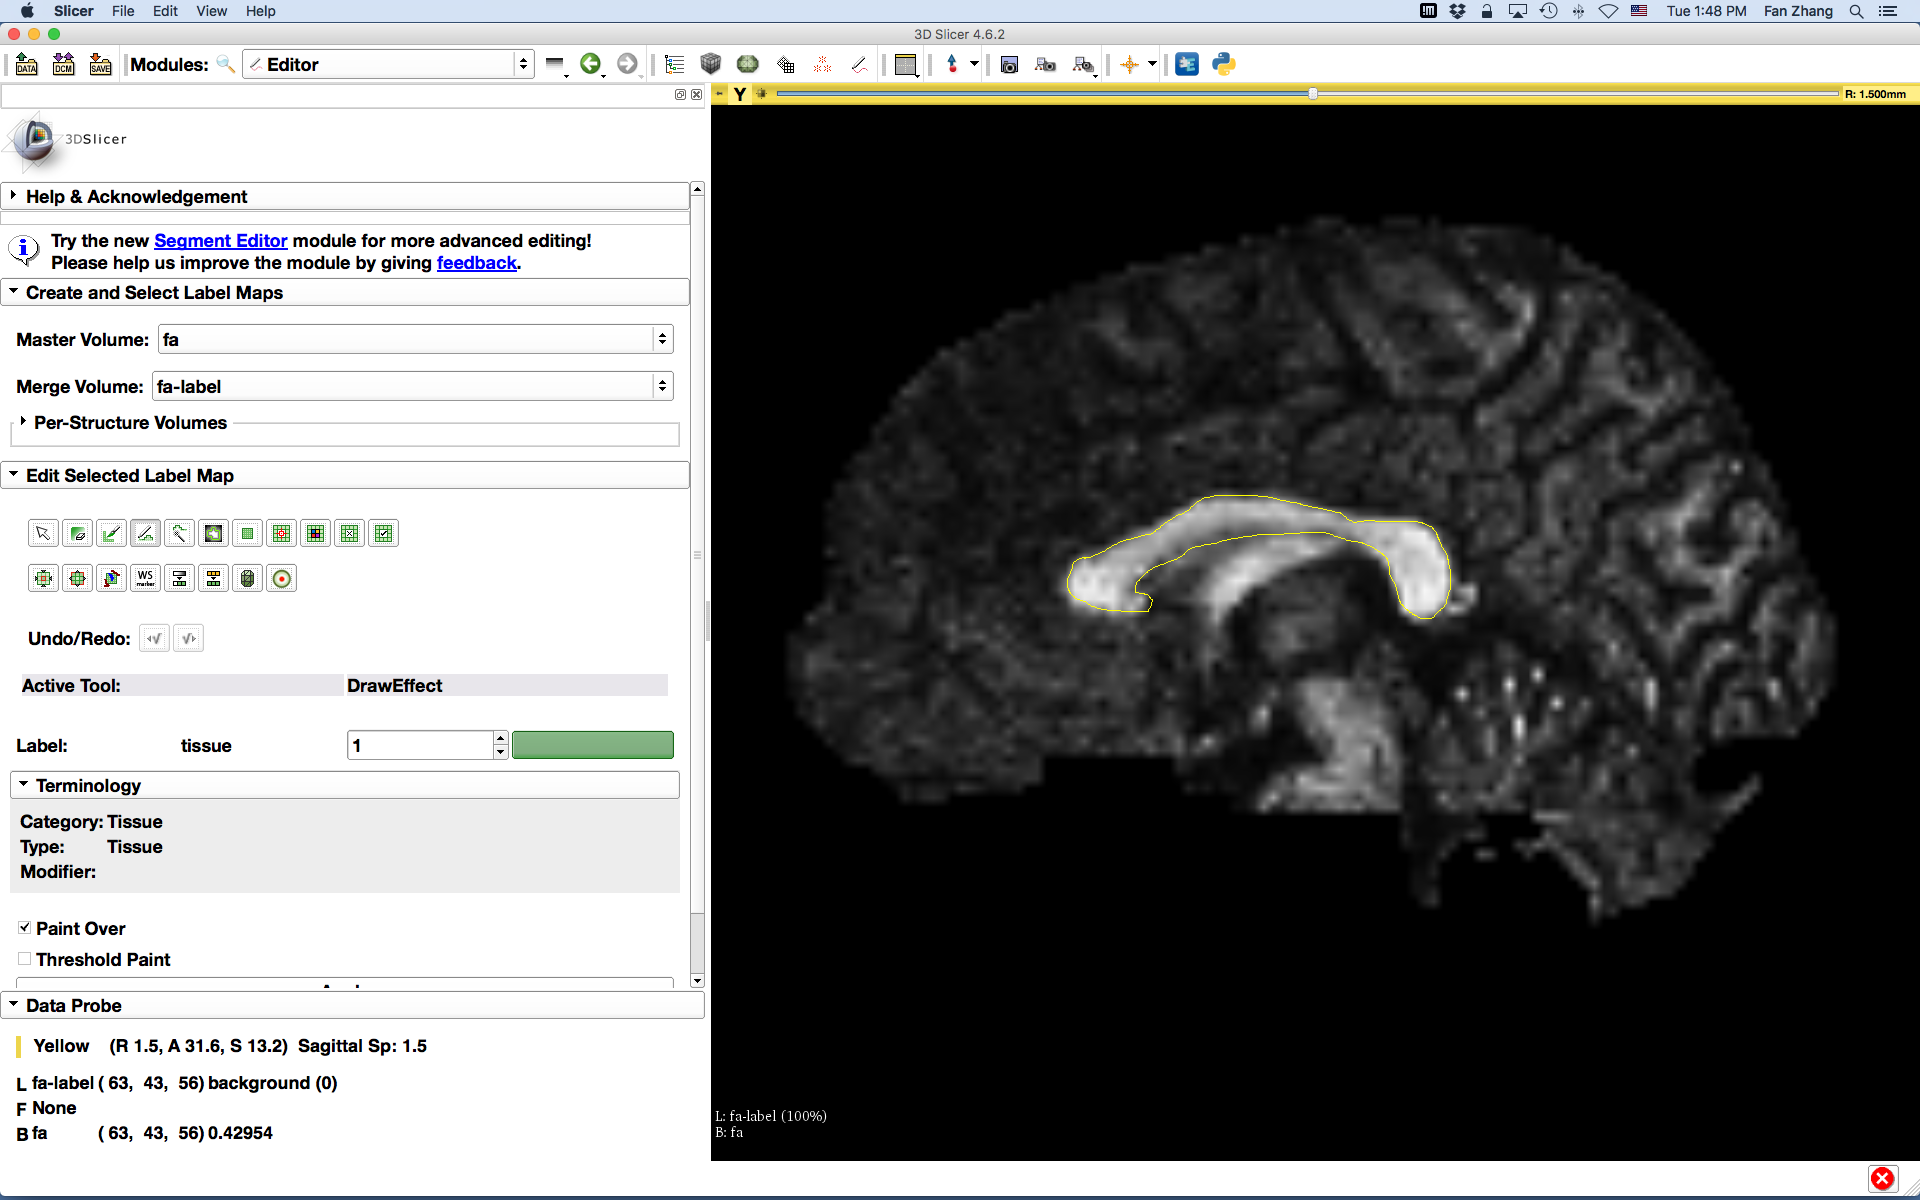 Slicer File Edit View Help
Tue 1:48 PM Fan Zhang
3D Slicer 4.6.2
DATA DCM SAVE Modules: Editor
Y R: 1.500mm
3DSlicer
Help & Acknowledgement
Try the new Segment Editor module for more advanced editing!
Please help us improve the module by giving feedback.
Create and Select Label Maps
Master Volume: fa
Merge Volume: fa-label
Per-Structure Volumes
Edit Selected Label Map
WS
marker
Undo/Redo:
Active Tool: DrawEffect
Label: tissue 1
Terminology
Category: Tissue
Type: Tissue
Modifier:
Paint Over
Threshold Paint
Data Probe
Yellow (R 1.5, A 31.6, S 13.2) Sagittal Sp: 1.5
L fa-label ( 63, 43, 56) background (0)
F None
B fa ( 63, 43, 56) 0.42954
L: fa-label (100%)
B: fa